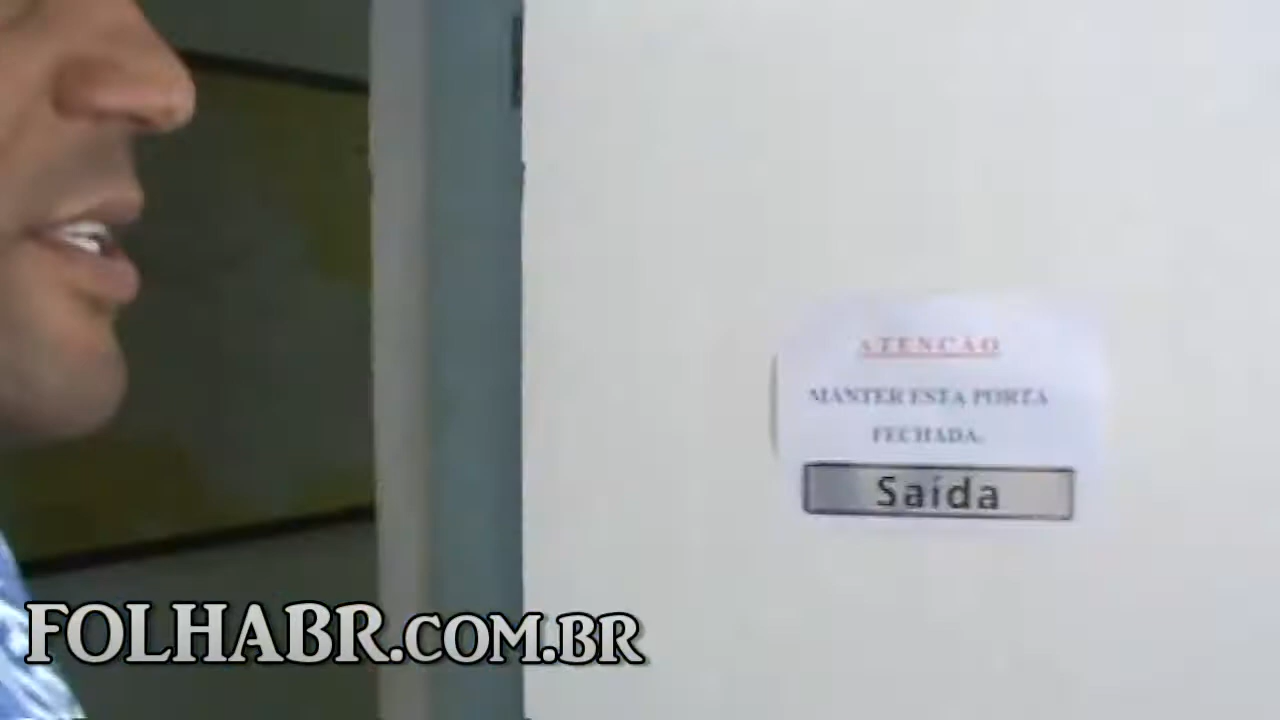 ATENÇÃO
MANTER ESTA PORTA
FECHADA.
Saída
FOLHABR.COM.BR